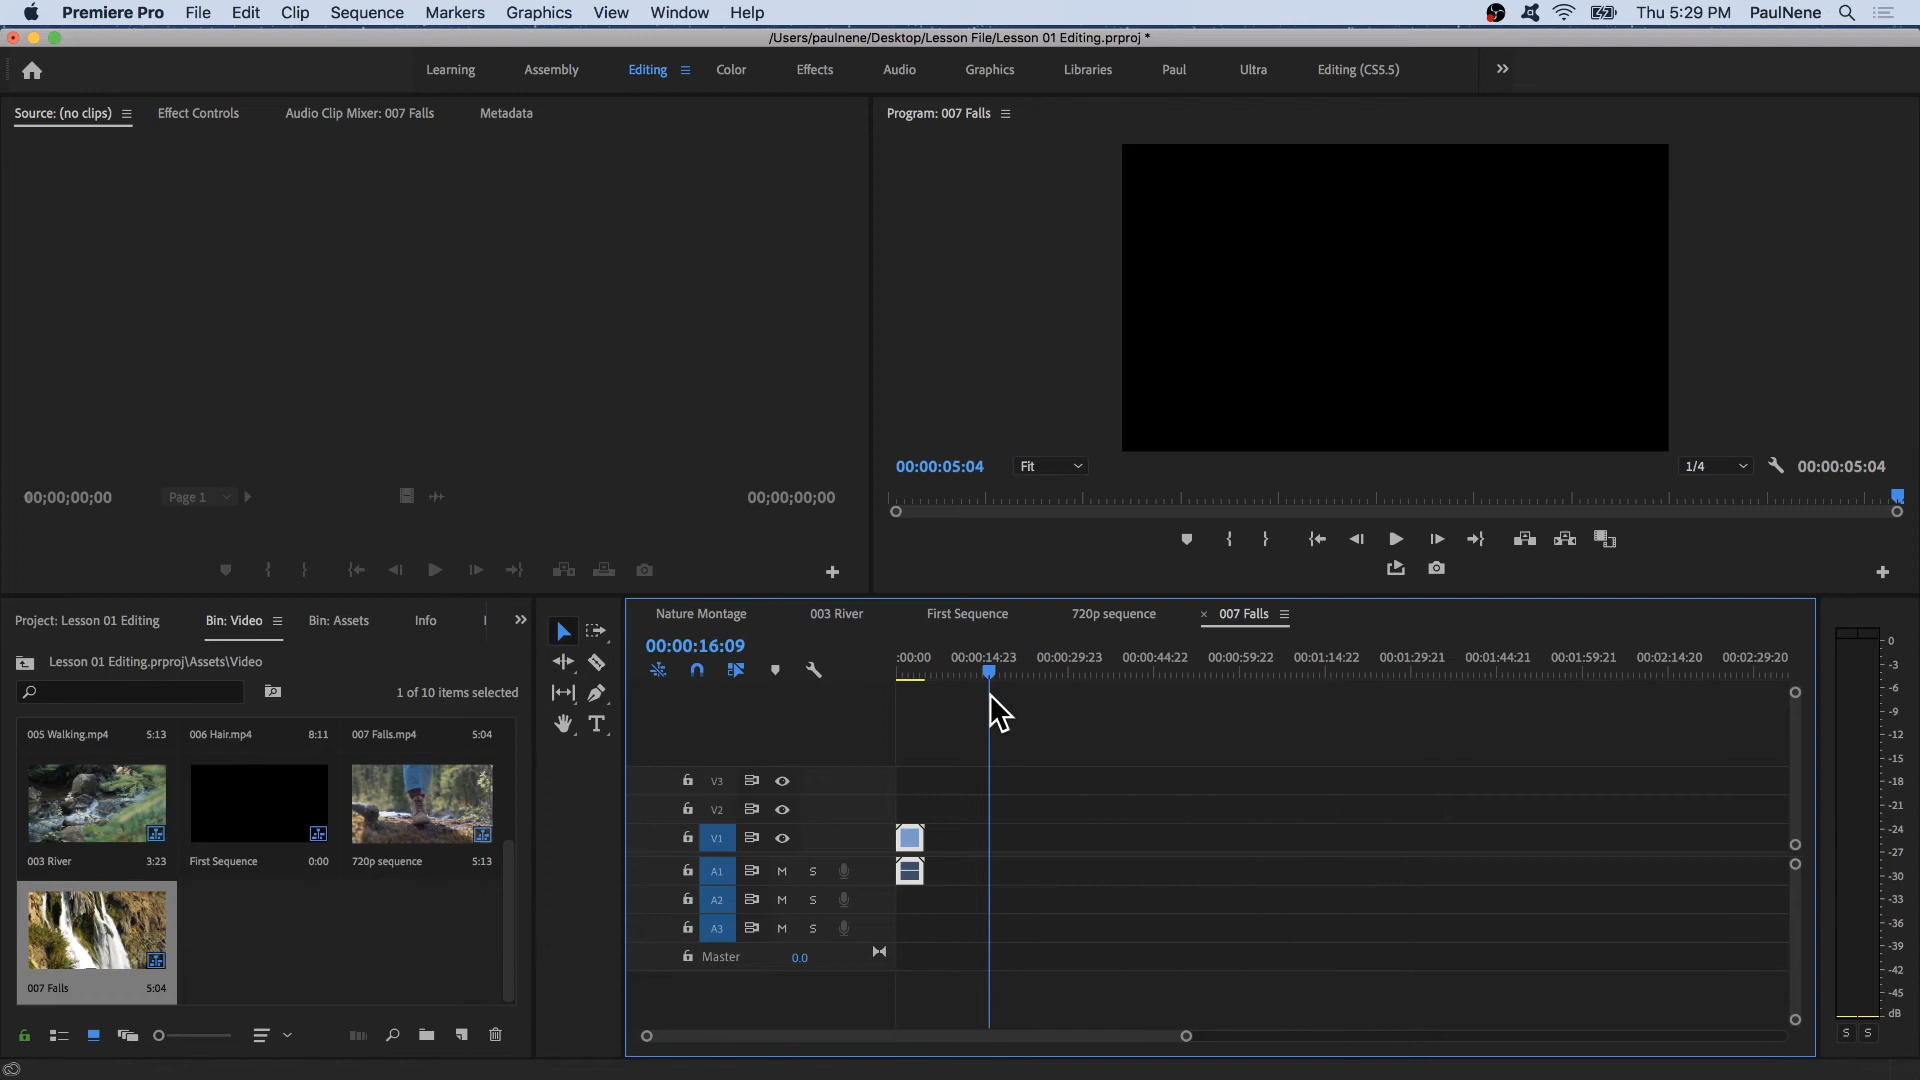 Premiere Pro File Edit Clip Sequence Markers Graphics View Window Help Thu 5:29 PM PaulNene
/Users/paulnene/Desktop/Lesson File/Lesson 01 Editing.prproj *
Learning Assembly Editing Color Effects Audio Graphics Libraries Paul Ultra Editing (CS5.5)
Source: (no clips) Effect Controls Audio Clip Mixer: 007 Falls Metadata
Program: 007 Falls
00:00:05:04 Fit 1/4 00:00:05:04
00;00;00;00 Page 1 00;00;00;00
Project: Lesson 01 Editing Bin: Video Bin: Assets Info
Lesson 01 Editing.prproj\Assets\Video
1 of 10 items selected
005 Walking.mp4 5:13 006 Hair.mp4 8:11 007 Falls.mp4 5:04
003 River 3:23 First Sequence 0:00 720p sequence 5:13
007 Falls 5:04
Nature Montage 003 River First Sequence 720p sequence × 007 Falls
00:00:16:09
:00:00 00:00:14:23 00:00:29:23 00:00:44:22 00:00:59:22 00:01:14:22 00:01:29:21 00:01:44:21 00:01:59:21 00:02:14:20 00:02:29:20
V3
V2
V1
A1 M S
A2 M S
A3 M S
Master 0.0
0
-3
-6
-9
-12
-15
-18
-21
-24
-27
-30
-33
-36
-39
-42
-45
dB
S S